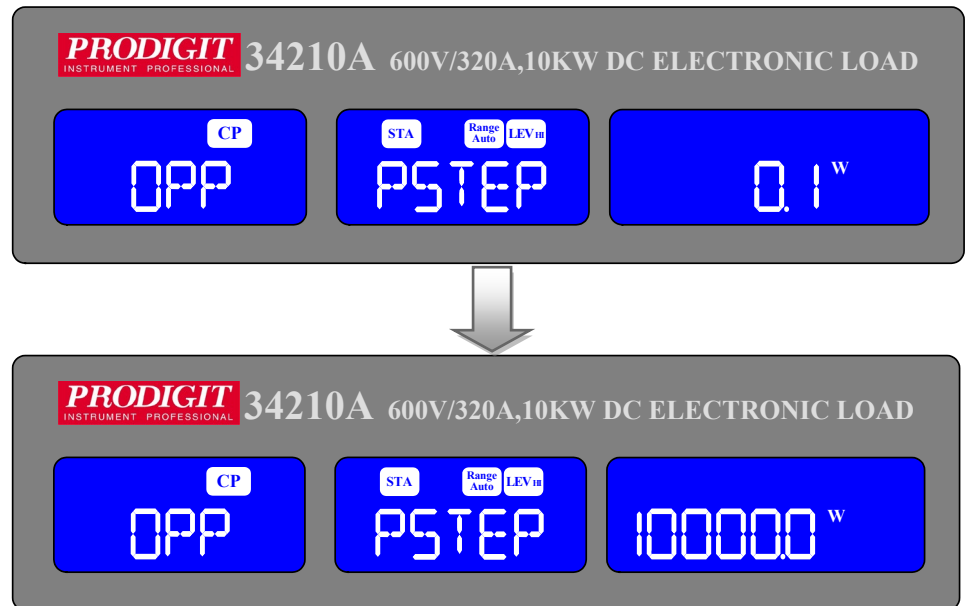 PRODIGIT 34210A 600V/320A,10KW DC ELECTRONIC LOAD
INSTRUMENT PROFESSIONAL
CP STA Range Auto LEV HI
OPP PSTEP 0.1 W
PRODIGIT 34210A 600V/320A,10KW DC ELECTRONIC LOAD
INSTRUMENT PROFESSIONAL
CP STA Range Auto LEV HI
OPP PSTEP 10000.0 W